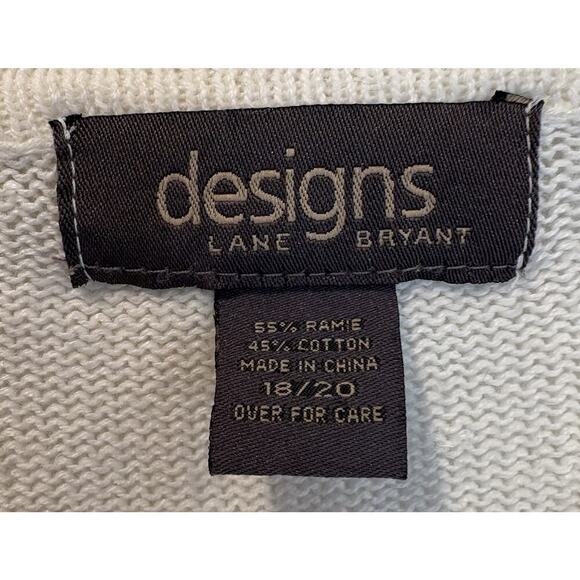 designs
LANE BRYANT
55% RAMIE
45% COTTON
MADE IN CHINA
18/20
OVER FOR CARE